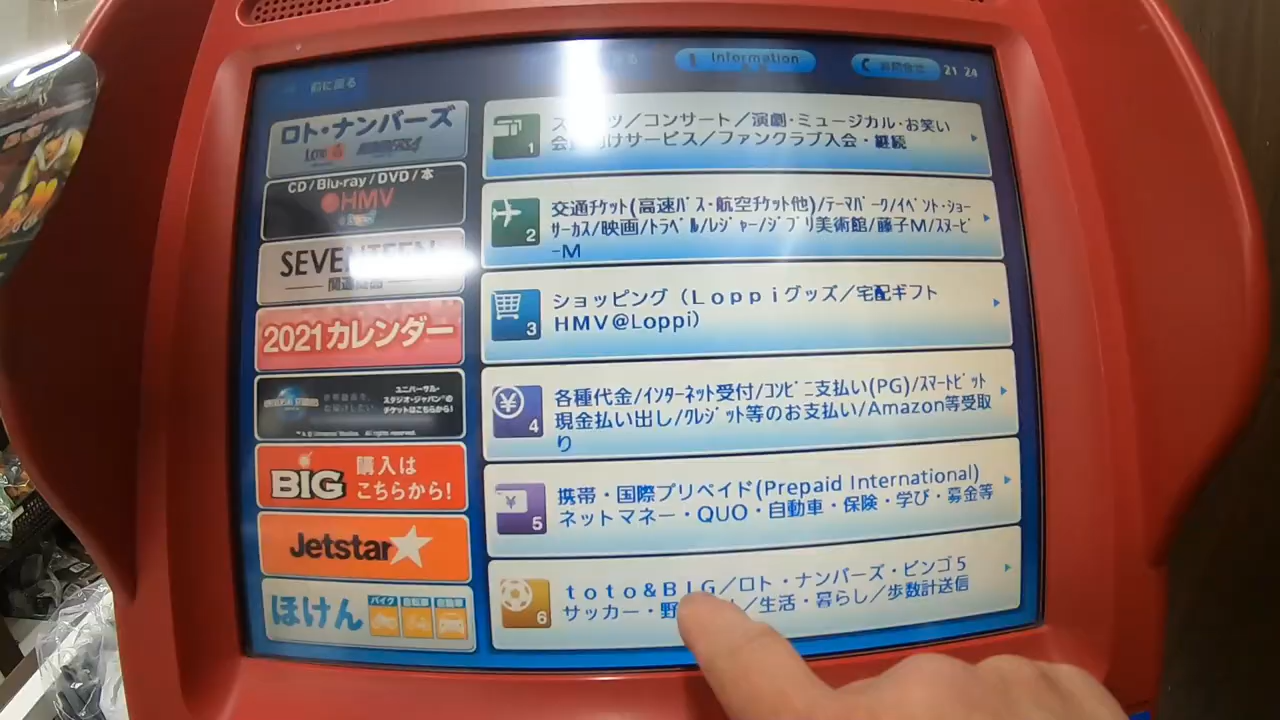 前に戻る
Information
お問合せ
21 24
ロト・ナンバーズ
CD/Blu-ray/DVD/本
HMV
SEVENTEEN
2021カレンダー
ユニバーサル・
スタジオ・ジャパン®の
チケットはこちらから!
BIG 購入は
こちらから!
Jetstar
ほけん
バイク 自転車 自動車
1
／コンサート／演劇・ミュージカル・お笑い
けサービス／ファンクラブ入会・継続
2
交通ﾁｹｯﾄ(高速ﾊﾞｽ・航空ﾁｹｯﾄ他)/ﾃｰﾏﾊﾟｰｸ/ｲﾍﾞﾝﾄ・ｼｮｰ
ｻｰｶｽ/映画/ﾄﾗﾍﾞﾙ/ﾚｼﾞｬｰ/ｼﾞﾌﾞﾘ美術館/藤子M/ｽﾇｰﾋﾟ
-M
3
ショッピング（Ｌｏｐｐｉグッズ／宅配ギフト
HMV@Loppi）
4
各種代金/ｲﾝﾀｰﾈｯﾄ受付/ｺﾝﾋﾞﾆ支払い(PG)/ｽﾏｰﾄﾋﾟｯﾄ
現金払い出し/ｸﾚｼﾞｯﾄ等のお支払い/Amazon等受取
り
5
携帯・国際プリペイド(Prepaid International)
ネットマネー・QUO・自動車・保険・学び・募金等
6
ｔｏｔｏ＆ＢＩＧ／ロト・ナンバーズ・ビンゴ５
サッカー・野／生活・暮らし／歩数計送信